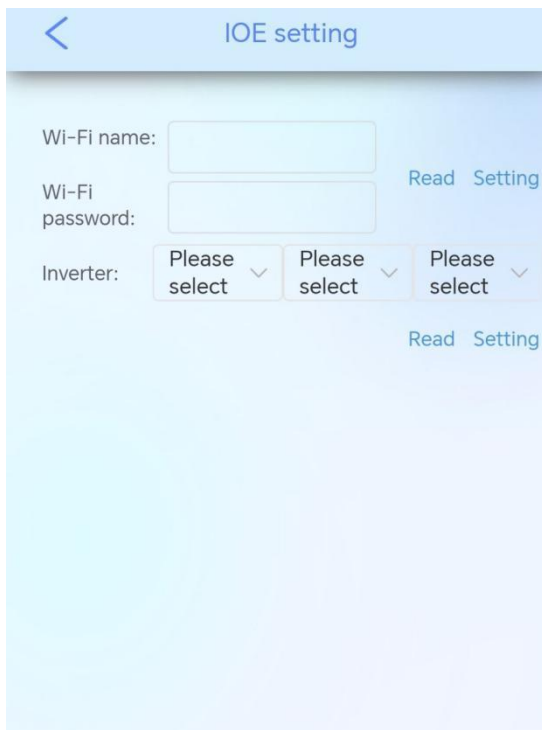 IOE setting
Wi-Fi name:
Read Setting
Wi-Fi
password:
Inverter:
Please
select
Please
select
Please
select
Read Setting